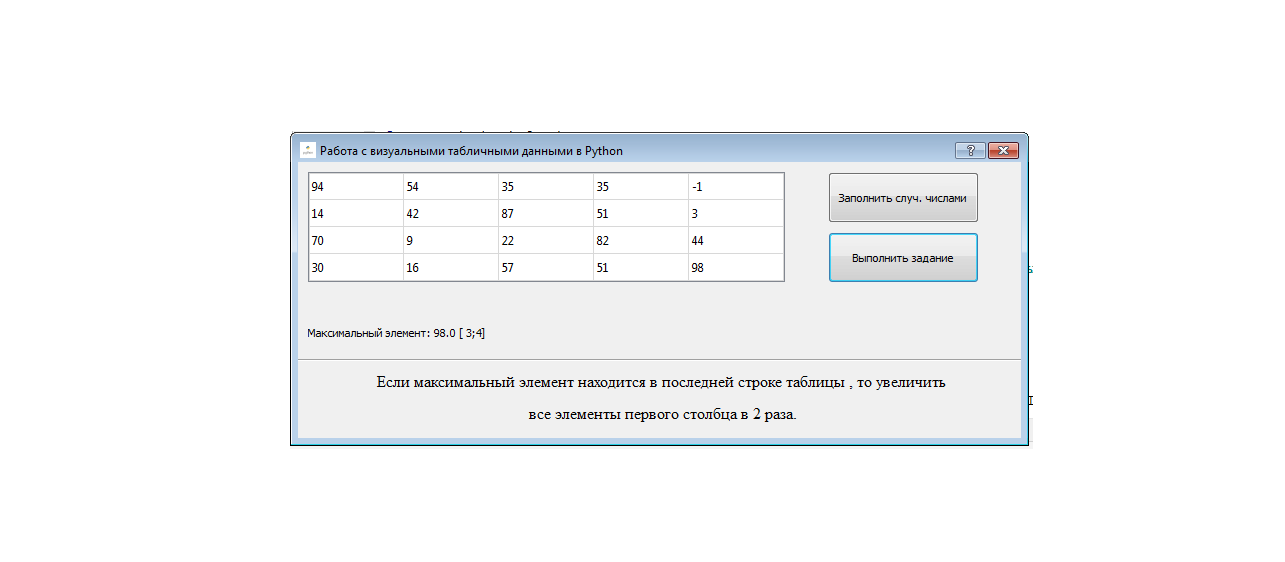 Работа с визуальными табличными данными в Python
94 54 35 35 -1
Заполнить случ. числами
14 42 87 51 3
70 9 22 82 44
Выполнить задание
30 16 57 51 98
Максимальный элемент: 98.0 [ 3;4]
Если максимальный элемент находится в последней строке таблицы , то увеличить
все элементы первого столбца в 2 раза.